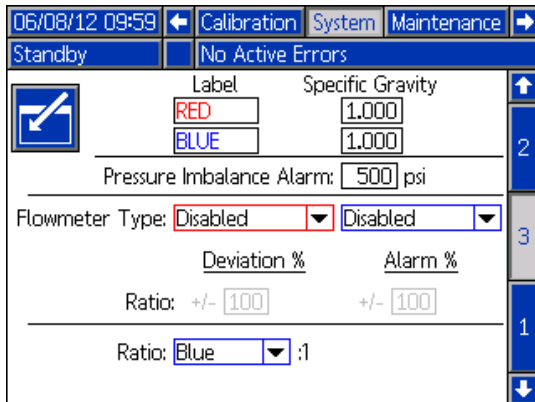 06/08/12 09:59 Calibration System Maintenance
Standby No Active Errors
Label Specific Gravity
RED 1.000
BLUE 1.000
2
Pressure Imbalance Alarm: 500 psi
Flowmeter Type: Disabled Disabled
3
Deviation % Alarm %
Ratio: +/- 100 +/- 100
1
Ratio: Blue :1